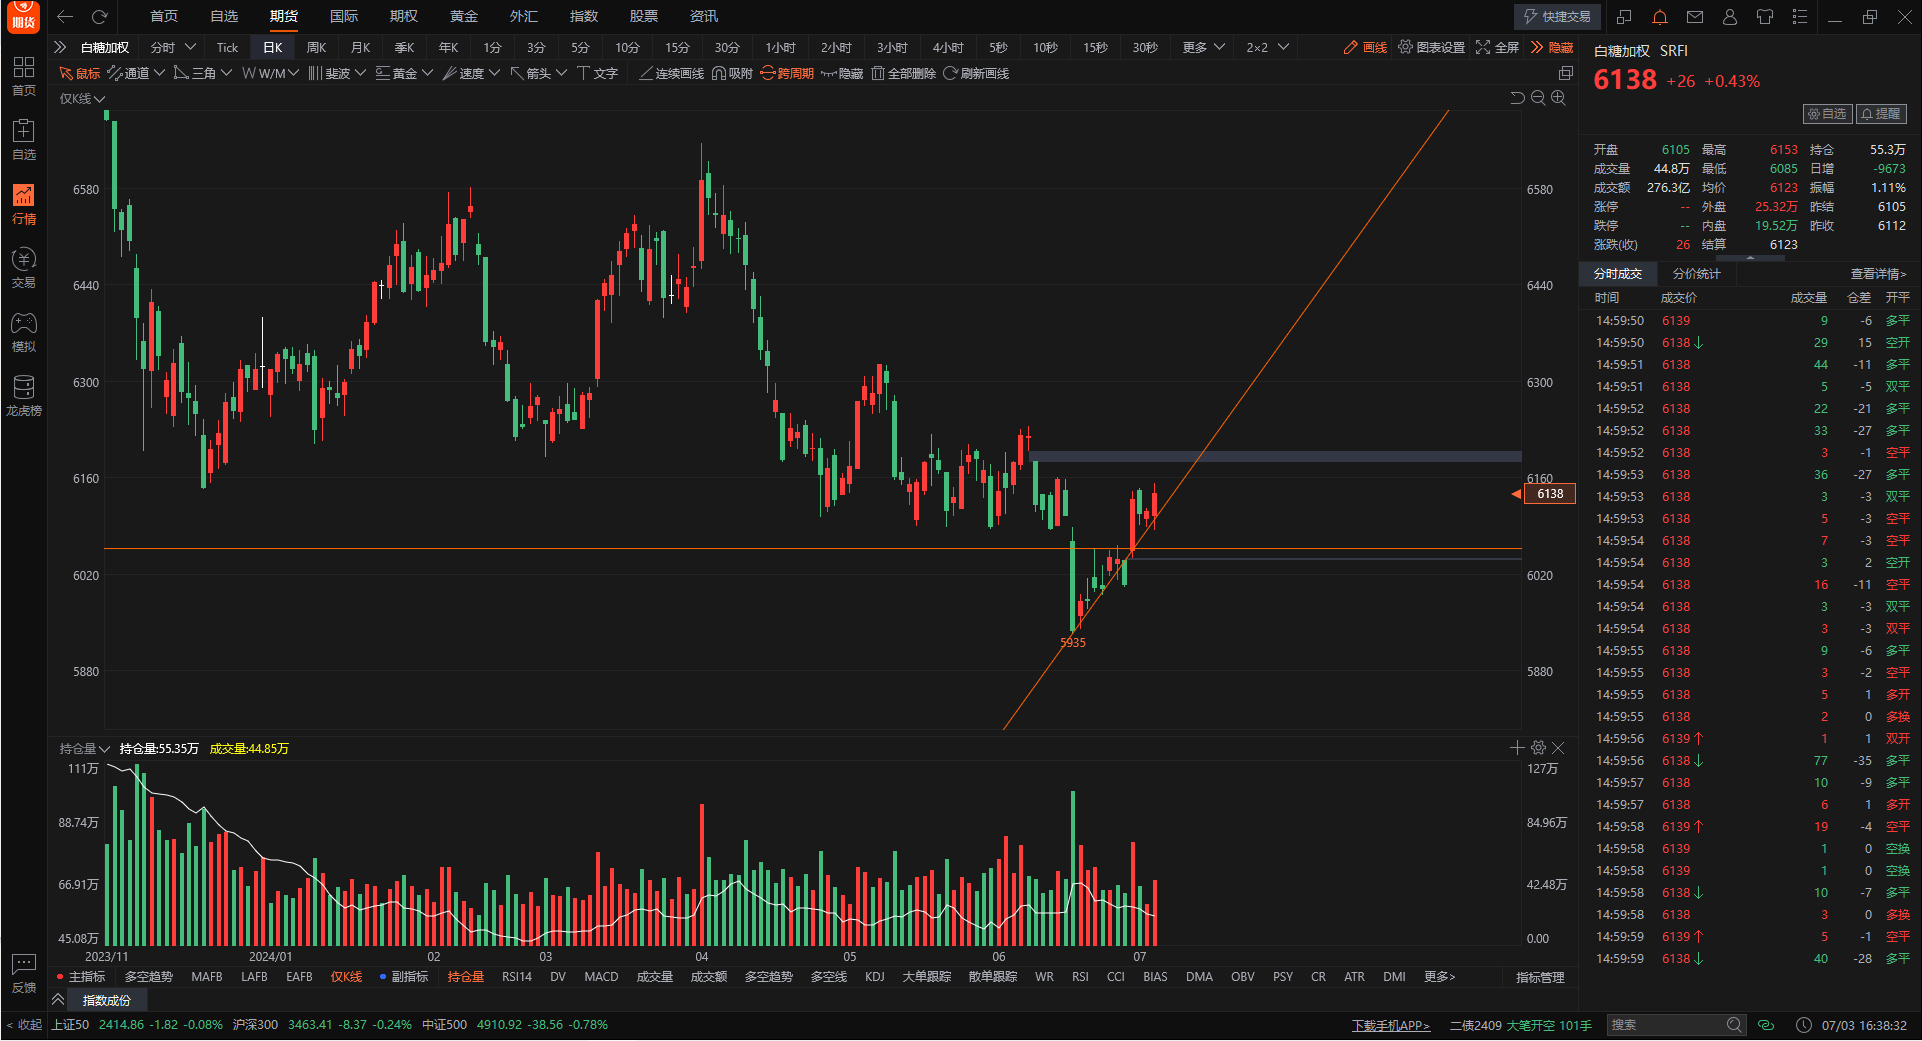 期货
首页 自选 期货 国际 期权 黄金 外汇 指数 股票 资讯 快捷交易
白糖加权 分时 Tick 日K 周K 月K 季K 年K 1分 3分 5分 10分 15分 30分 1小时 2小时 3小时 4小时 5秒 10秒 15秒 30秒 更多 2×2 画线 图表设置 全屏 隐藏
鼠标 通道 三角 W/M 斐波 黄金 速度 箭头 文字 连续画线 吸附 跨周期 隐藏 全部删除 刷新画线
首页
自选
行情
交易
模拟
龙虎榜
反馈
< 收起
仅K线
6580 6580
6440 6440
6300 6300
6160 6160
6138
6020 6020
5935
5880 5880
持仓量 持仓量:55.35万 成交量:44.85万
111万 127万
88.74万 84.96万
66.91万 42.48万
45.08万 0.00
2023/11 2024/01 02 03 04 05 06 07
主指标 多空趋势 MAFB LAFB EAFB 仅K线 副指标 持仓量 RSI14 DV MACD 成交量 成交额 多空趋势 多空线 KDJ 大单跟踪 散单跟踪 WR RSI CCI BIAS DMA OBV PSY CR ATR DMI 更多> 指标管理
指数成份
上证50 2414.86 -1.82 -0.08% 沪深300 3463.41 -8.37 -0.24% 中证500 4910.92 -38.56 -0.78% 下载手机APP> 二债2409 大笔开空 101手 搜索 07/03 16:38:32
白糖加权 SRFI
6138 +26 +0.43%
自选 提醒
开盘 6105 最高 6153 持仓 55.3万
成交量 44.8万 最低 6085 日增 -9673
成交额 276.3亿 均价 6123 振幅 1.11%
涨停 -- 外盘 25.32万 昨结 6105
跌停 -- 内盘 19.52万 昨收 6112
涨跌(收) 26 结算 6123
分时成交 分价统计 查看详情>
时间 成交价 成交量 仓差 开平
14:59:50 6139 9 -6 多平
14:59:50 6138↓ 29 15 空开
14:59:51 6138 44 -11 多平
14:59:51 6138 5 -5 双平
14:59:52 6138 22 -21 多平
14:59:52 6138 33 -27 多平
14:59:52 6138 3 -1 空平
14:59:53 6138 36 -27 多平
14:59:53 6138 3 -3 双平
14:59:53 6138 5 -3 空平
14:59:54 6138 7 -3 空平
14:59:54 6138 3 2 空开
14:59:54 6138 16 -11 空平
14:59:54 6138 3 -3 双平
14:59:54 6138 3 -3 双平
14:59:55 6138 9 -6 多平
14:59:55 6138 3 -2 空平
14:59:55 6138 5 1 多开
14:59:55 6138 2 0 多换
14:59:56 6139↑ 1 1 双开
14:59:56 6138↓ 77 -35 多平
14:59:57 6138 10 -9 多平
14:59:57 6138 6 1 多开
14:59:58 6139↑ 19 -4 空平
14:59:58 6139 1 0 空换
14:59:58 6139 1 0 空换
14:59:58 6138↓ 10 -7 多平
14:59:58 6138 3 0 多换
14:59:59 6139↑ 5 -1 空平
14:59:59 6138↓ 40 -28 多平